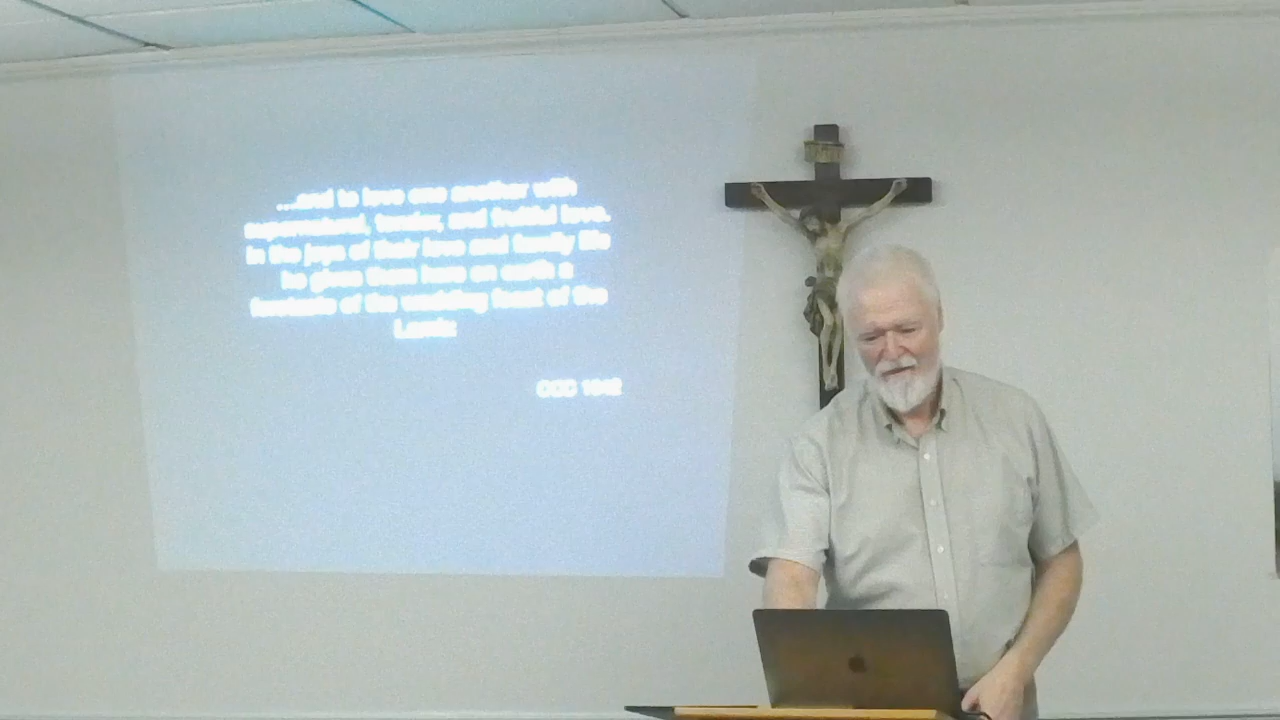 ...and to love one another with
supernatural, tender, and fruitful love.
In the joys of their love and family life
he gives them here on earth a
foretaste of the wedding feast of the
Lamb:
CCC 1642